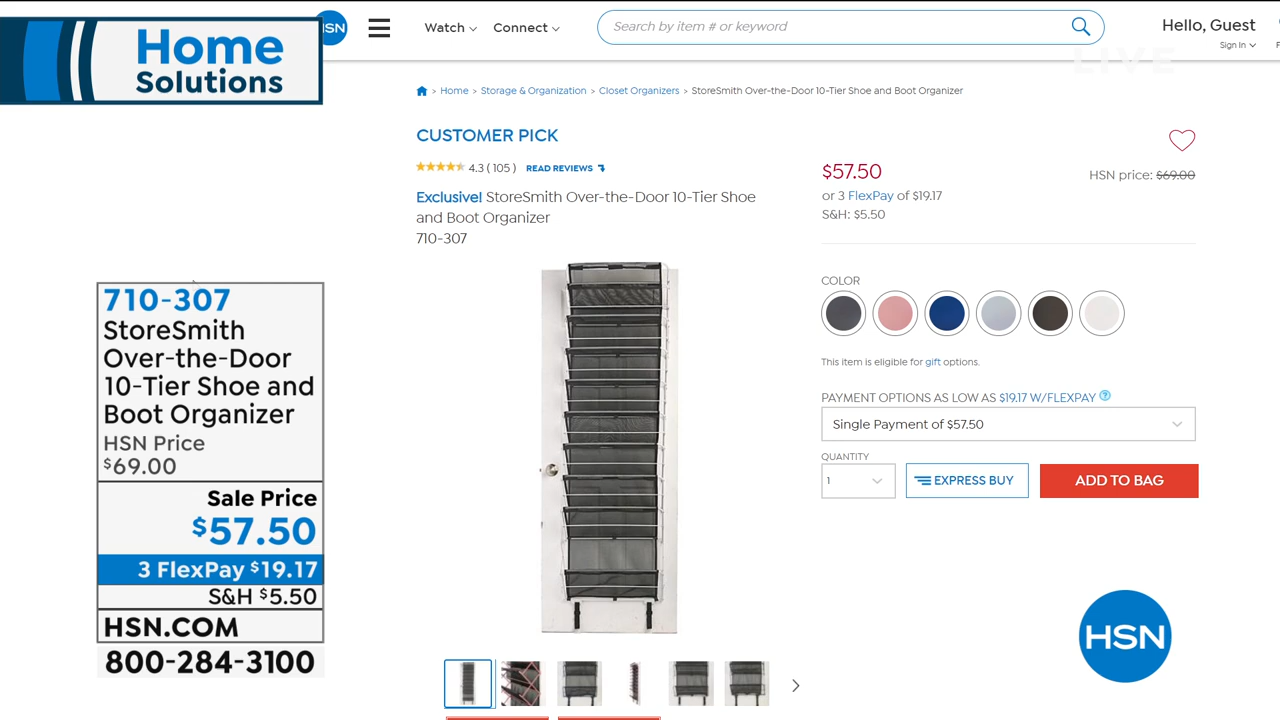 Home
Solutions
HSN
Watch
Connect
Search by item # or keyword
Hello, Guest
Sign In
LIVE
Home > Storage & Organization > Closet Organizers > StoreSmith Over-the-Door 10-Tier Shoe and Boot Organizer
CUSTOMER PICK
4.3 ( 105 ) READ REVIEWS
Exclusive! StoreSmith Over-the-Door 10-Tier Shoe
and Boot Organizer
710-307
$57.50
HSN price: $69.00
or 3 FlexPay of $19.17
S&H: $5.50
COLOR
This item is eligible for gift options.
PAYMENT OPTIONS AS LOW AS $19.17 W/FLEXPAY ?
Single Payment of $57.50
QUANTITY
1
EXPRESS BUY
ADD TO BAG
710-307
StoreSmith
Over-the-Door
10-Tier Shoe and
Boot Organizer
HSN Price
$69.00
Sale Price
$57.50
3 FlexPay $19.17
S&H $5.50
HSN.COM
800-284-3100
HSN